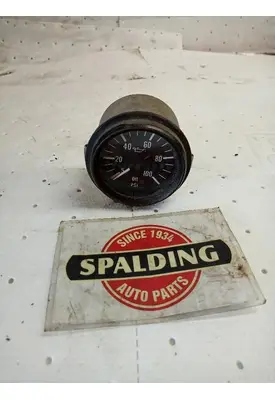 40 60
20 80
100
OIL
PSI
SINCE 1934
SPALDING
AUTO PARTS